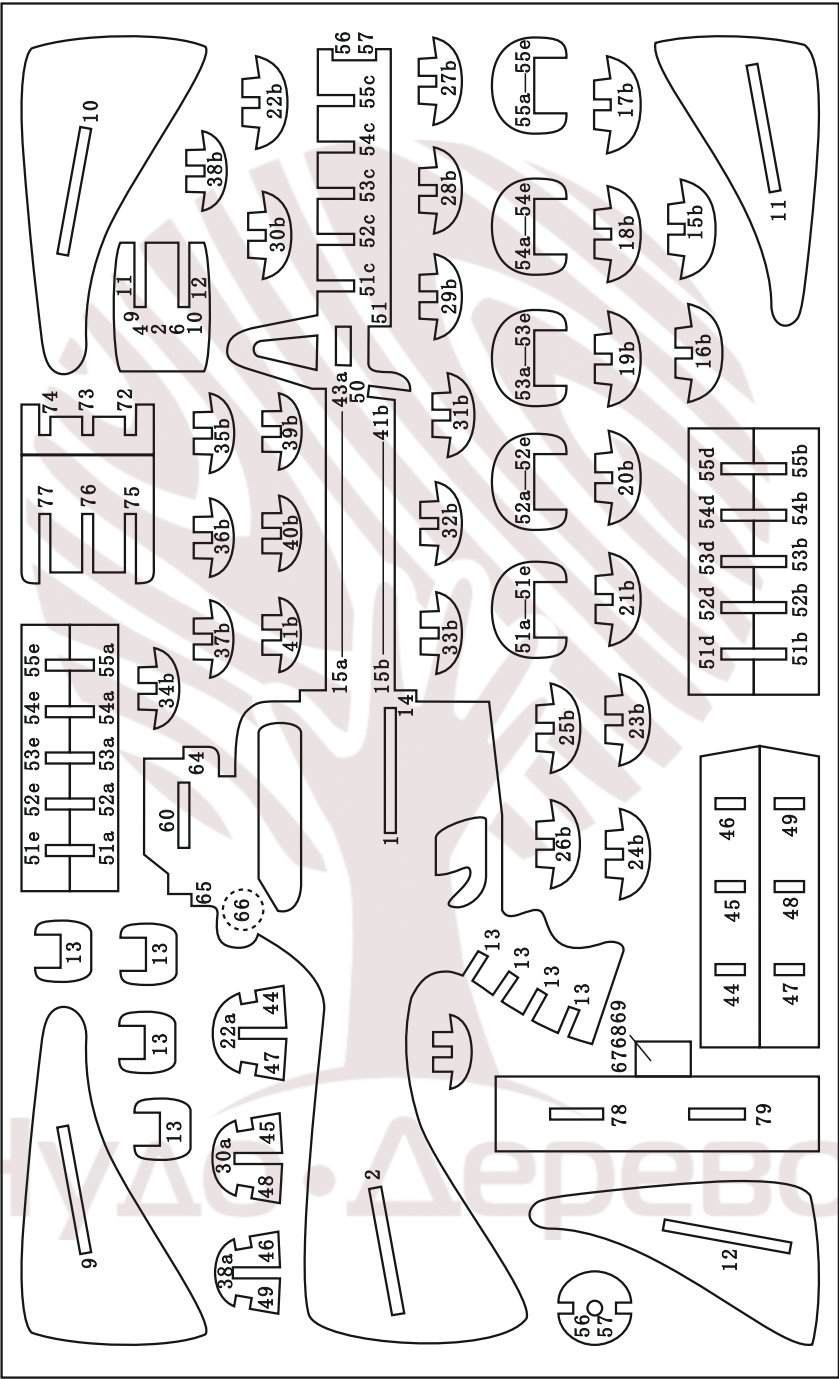 10
22b
38b
30b
56
57
55c
54c
53c
52c
51c
51
27b
28b
29b
55a—55e
54a—54e
53a—53e
52a—52e
51a—51e
17b
18b
15b
19b
16b
11
11
9
4
2
6
10
12
74
73
72
77
76
75
35b
39b
36b
40b
37b
41b
34b
43a
50
15a
41b
15b
14
31b
32b
33b
20b
21b
25b
23b
26b
24b
55d
54d
53d
52d
51d
55b
54b
53b
52b
51b
55e
54e
53e
52e
51e
55a
54a
53a
52a
51a
64
60
65
66
1
46
45
44
49
48
47
13
13
13
13
13
13
13
13
22a
44
47
30a
45
48
38a
46
49
676869
78
79
2
9
12
56
57
Чудо•Дерево